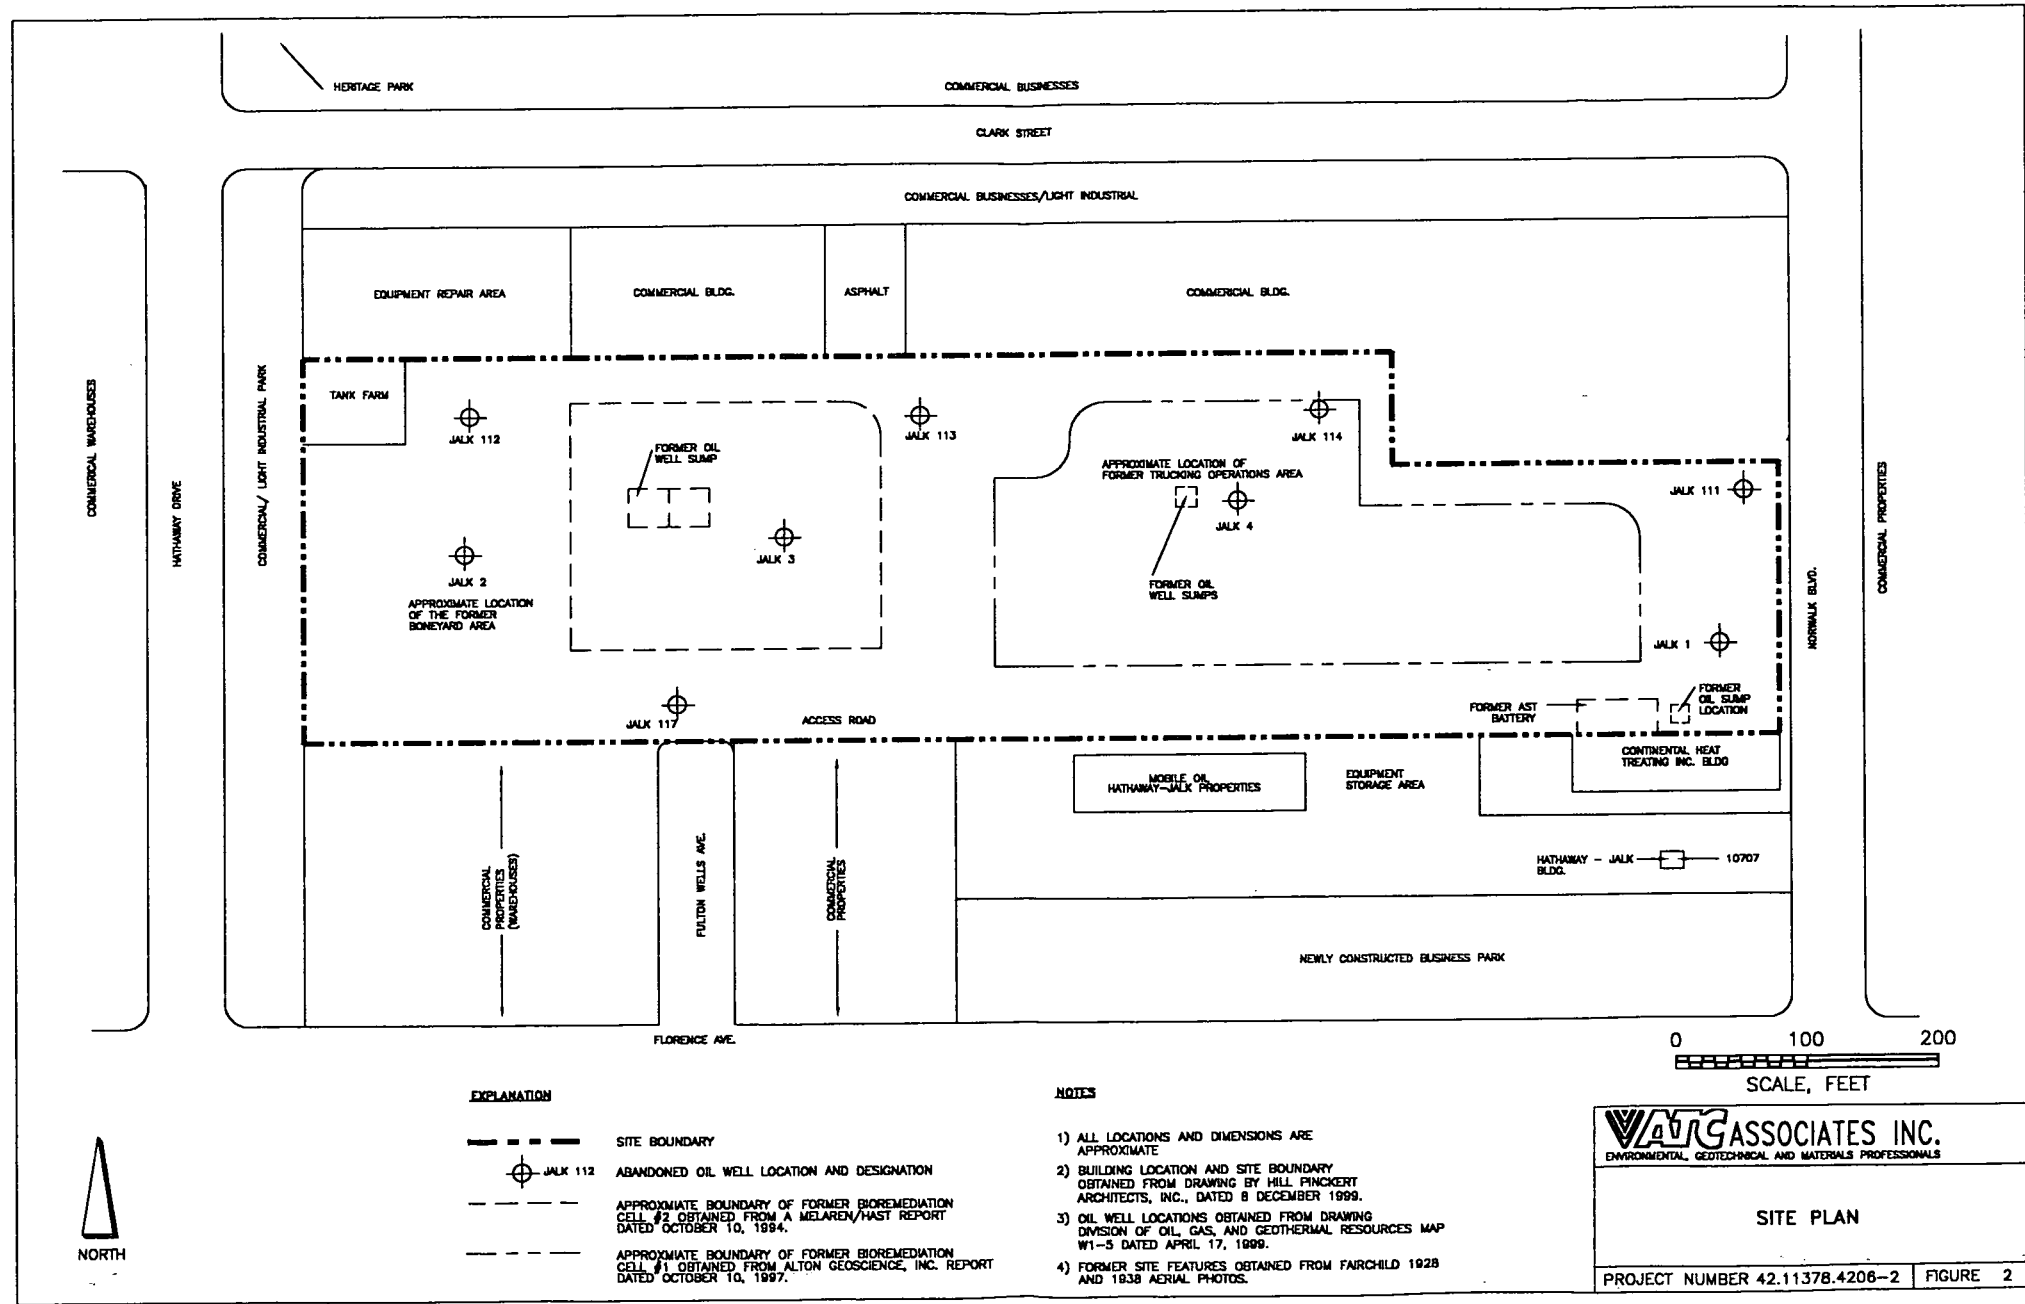 HERITAGE PARK
COMMERCIAL BUSINESSES
CLARK STREET
COMMERCIAL BUSINESSES/LIGHT INDUSTRIAL
EQUIPMENT REPAIR AREA
COMMERCIAL BLDG.
ASPHALT
COMMERICIAL BLDG.
COMMERICAL WAREHOUSES
HATHAWAY DRIVE
COMMERCIAL/ LIGHT INDUSTRIAL PARK
TANK FARM
JALK 112
FORMER OIL
WELL SUMP
JALK 3
JALK 2
APPROXIMATE LOCATION
OF THE FORMER
BONEYARD AREA
JALK 113
JALK 114
APPROXIMATE LOCATION OF
FORMER TRUCKING OPERATIONS AREA
JALK 4
FORMER OIL
WELL SUMPS
JALK 111
JALK 1
NORWALK BLVD.
COMMERCIAL PROPERTIES
JALK 117
ACCESS ROAD
FORMER AST
BATTERY
FORMER
OIL SUMP
LOCATION
CONTINENTAL HEAT
TREATING INC. BLDG
MOBILE OIL
HATHAWAY-JALK PROPERTIES
EQUIPMENT
STORAGE AREA
COMMERCIAL
PROPERTIES
(WAREHOUSES)
FULTON WELLS AVE.
COMMERCIAL
PROPERTIES
HATHAWAY - JALK
BLDG.
10707
NEWLY CONSTRUCTED BUSINESS PARK
FLORENCE AVE.
0 100 200
SCALE, FEET
EXPLANATION
SITE BOUNDARY
JALK 112 ABANDONED OIL WELL LOCATION AND DESIGNATION
APPROXMIATE BOUNDARY OF FORMER BIOREMEDIATION
CELL #2 OBTAINED FROM A MELAREN/HAST REPORT
DATED OCTOBER 10, 1994.
APPROXMIATE BOUNDARY OF FORMER BIOREMEDIATION
CELL #1 OBTAINED FROM ALTON GEOSCIENCE, INC. REPORT
DATED OCTOBER 10, 1997.
NOTES
1) ALL LOCATIONS AND DIMENSIONS ARE
APPROXIMATE
2) BUILDING LOCATION AND SITE BOUNDARY
OBTAINED FROM DRAWING BY HILL PINCKERT
ARCHITECTS, INC., DATED 8 DECEMBER 1999.
3) OIL WELL LOCATIONS OBTAINED FROM DRAWING
DIVISION OF OIL, GAS, AND GEOTHERMAL RESOURCES MAP
W1-5 DATED APRIL 17, 1999.
4) FORMER SITE FEATURES OBTAINED FROM FAIRCHILD 1928
AND 1938 AERIAL PHOTOS.
NORTH
ATC ASSOCIATES INC.
ENVIRONMENTAL, GEOTECHNICAL AND MATERIALS PROFESSIONALS
SITE PLAN
PROJECT NUMBER 42.11378.4206-2
FIGURE 2